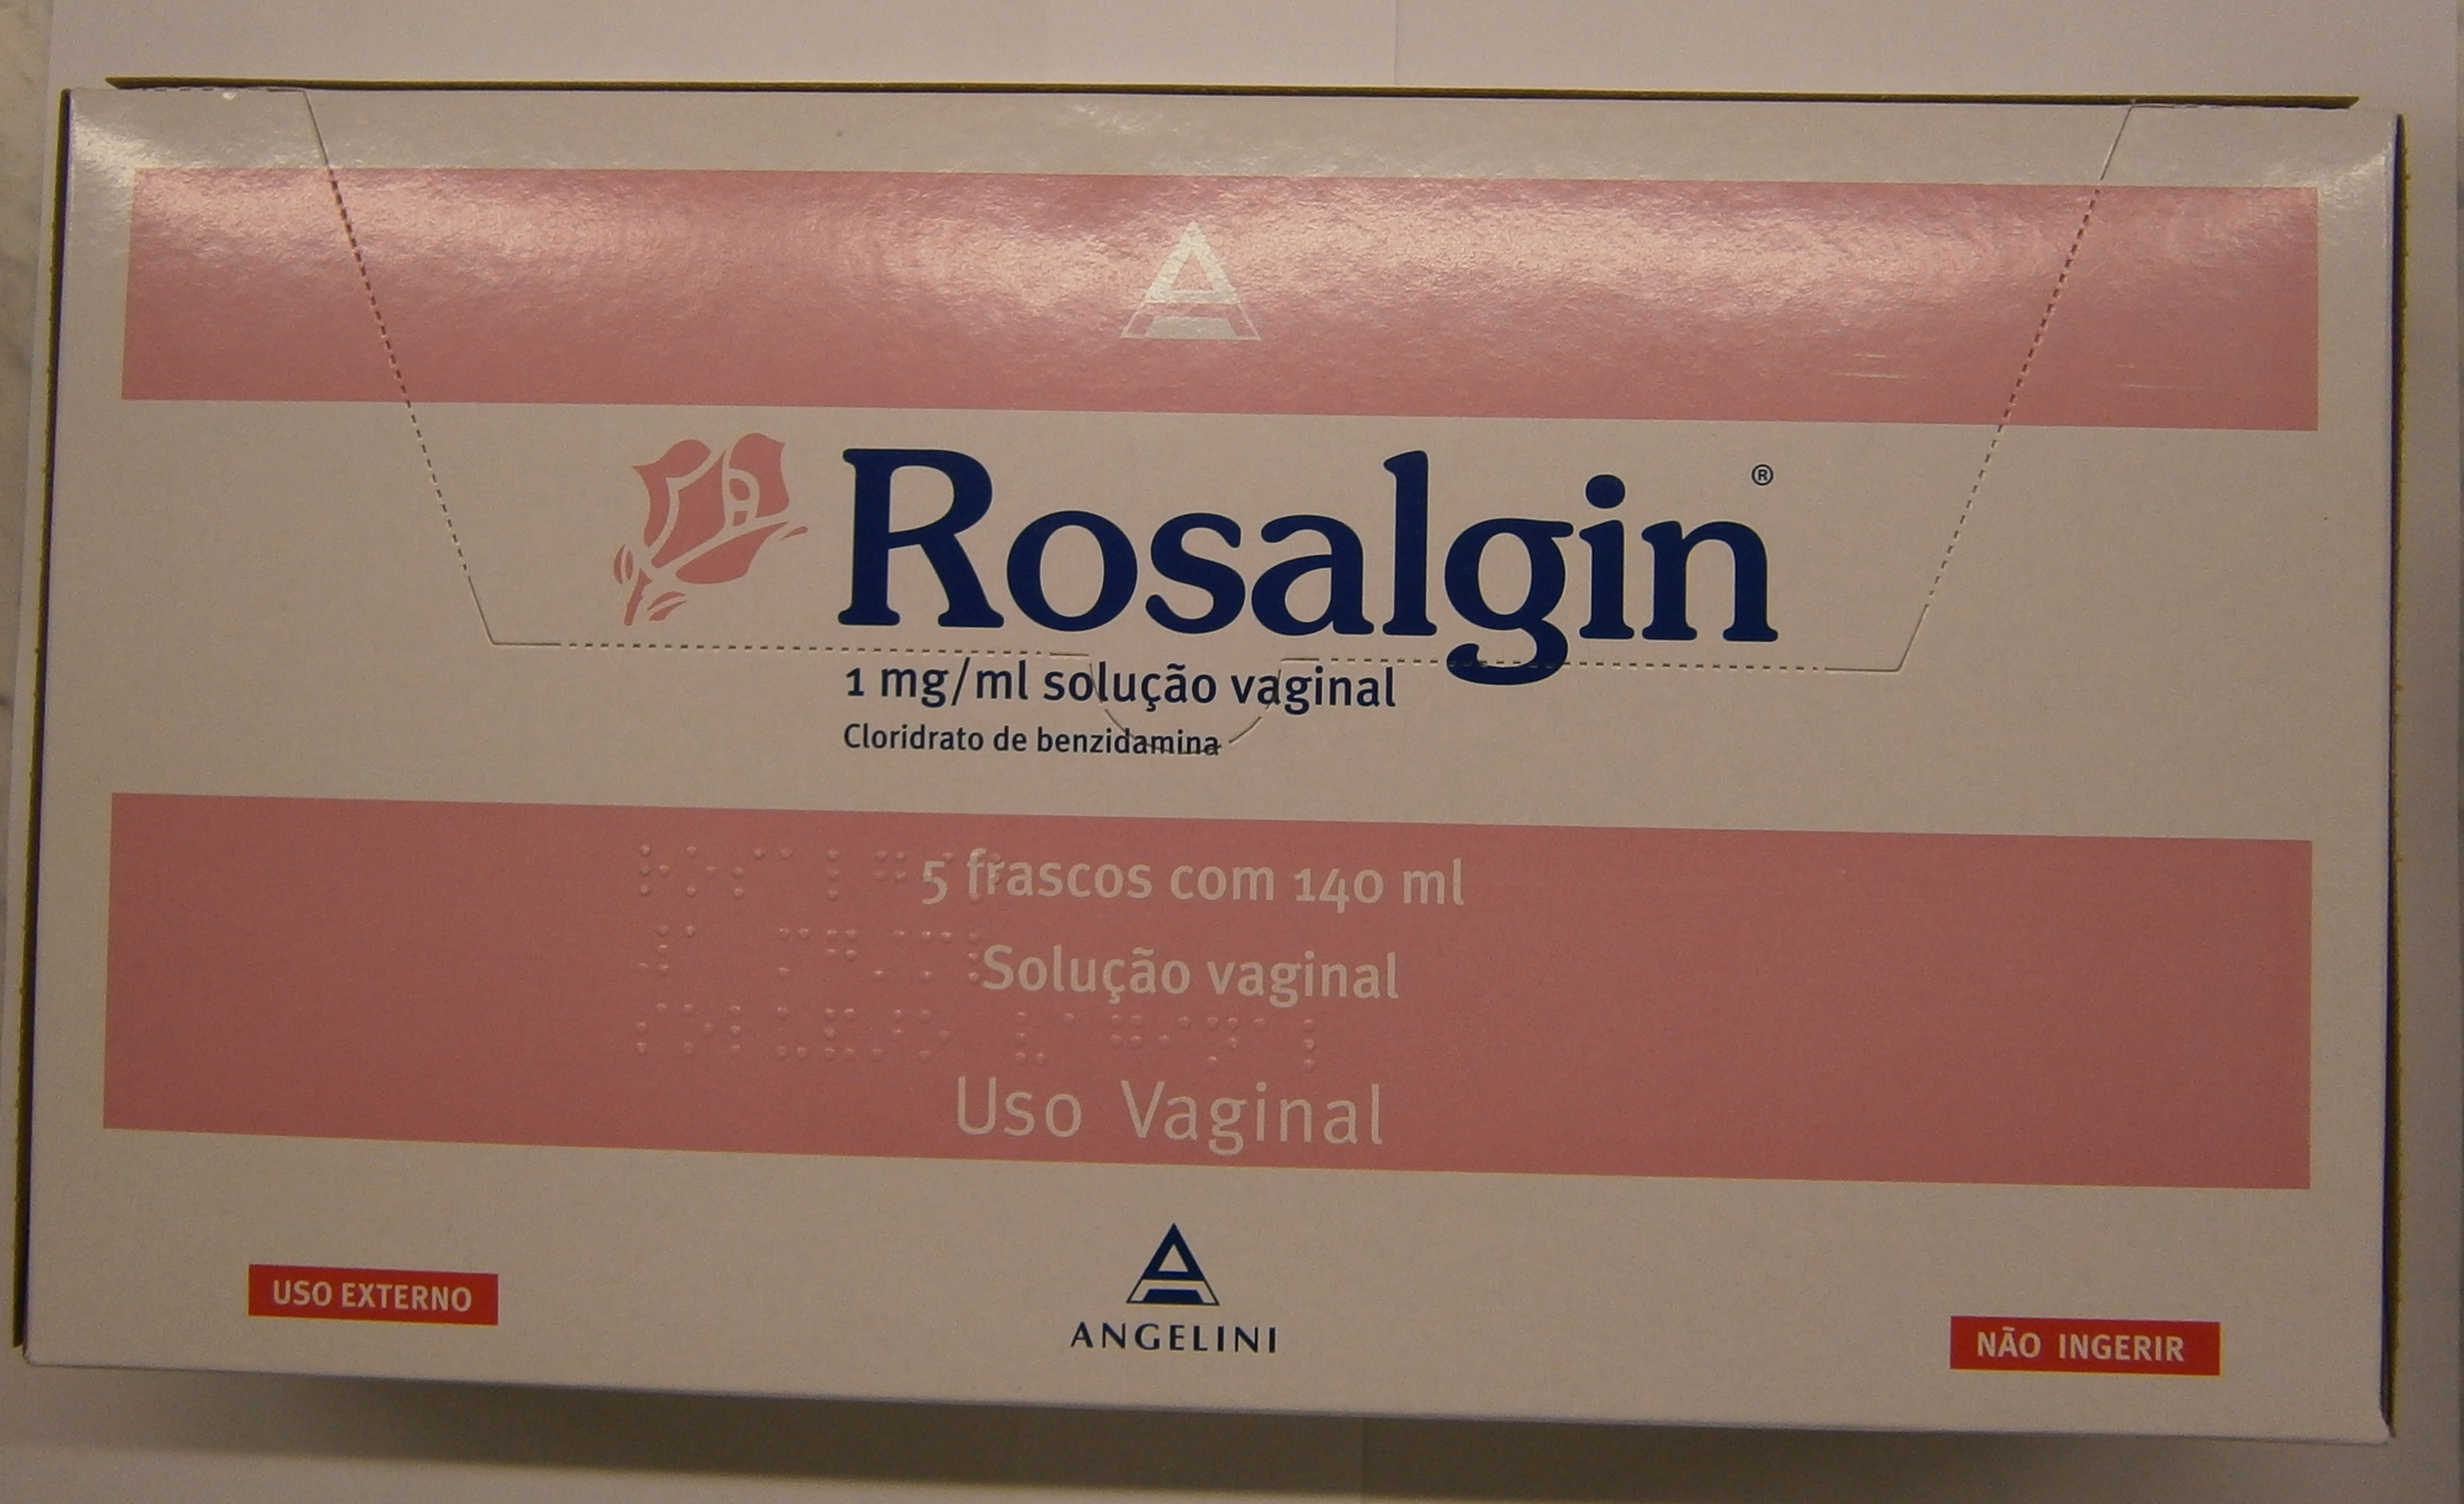 Rosalgin®
1 mg/ml solução vaginal
Cloridrato de benzidamina
5 frascos com 140 ml
Solução vaginal
Uso Vaginal
USO EXTERNO
ANGELINI
NÃO INGERIR